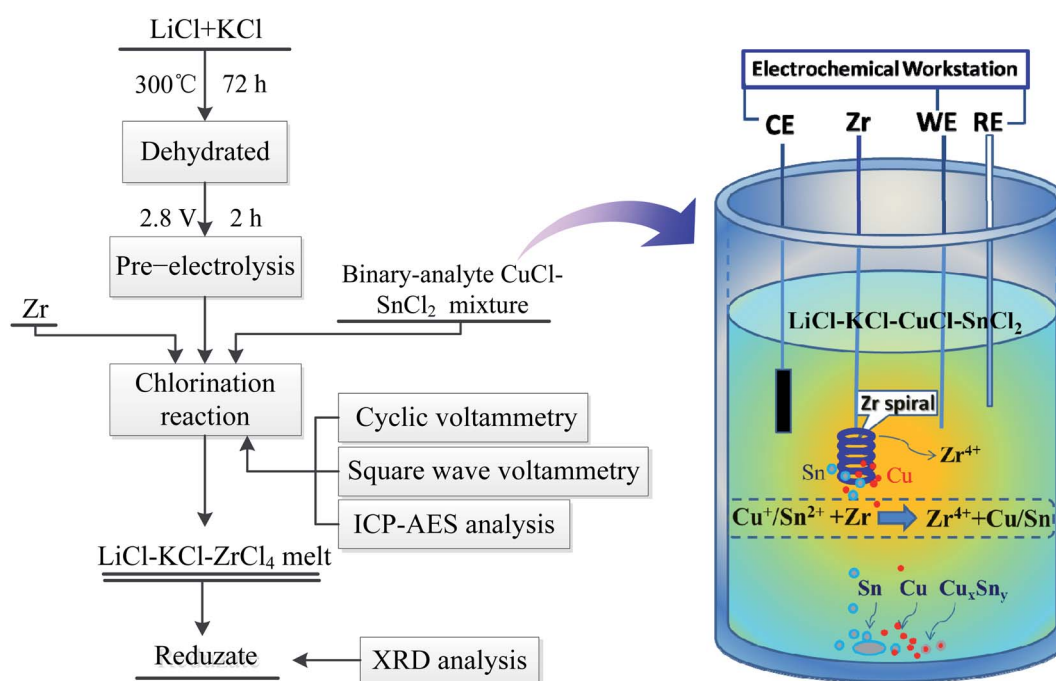 LiCl+KCl
300℃ 72 h
Dehydrated
2.8 V 2 h
Pre−electrolysis
Zr
Binary-analyte CuCl-
SnCl₂ mixture
Chlorination
reaction
Cyclic voltammetry
Square wave voltammetry
ICP-AES analysis
LiCl-KCl-ZrCl₄ melt
Reduzate
XRD analysis
Electrochemical Workstation
CE Zr WE RE
LiCl-KCl-CuCl-SnCl₂
Zr spiral
Zr⁴⁺
Sn Cu
Cu⁺/Sn²⁺ +Zr Zr⁴⁺+Cu/Sn
Sn Cu CuₓSnᵧ